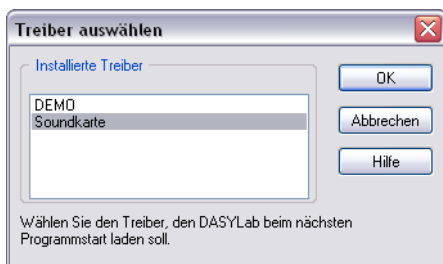 Treiber auswählen
Installierte Treiber
DEMO
Soundkarte
OK
Abbrechen
Hilfe
Wählen Sie den Treiber, den DASYLab beim nächsten
Programmstart laden soll.